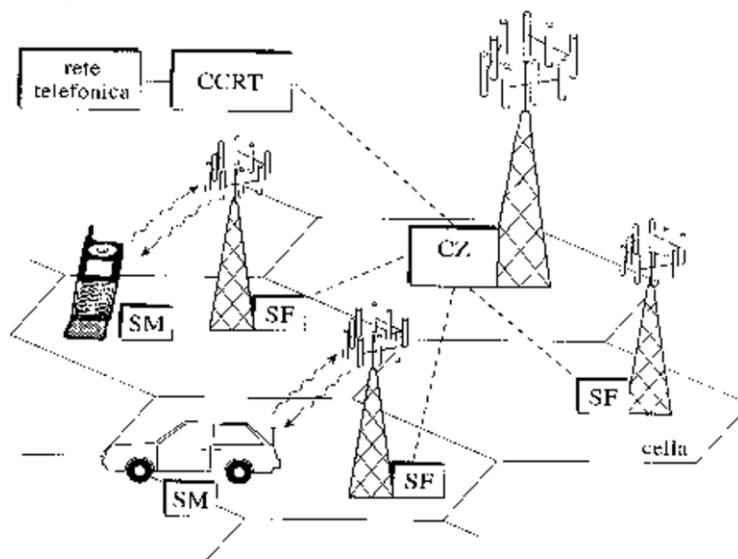 rete
telefonica
CCRT
CZ
SM
SF
SF
cella
SF
SM